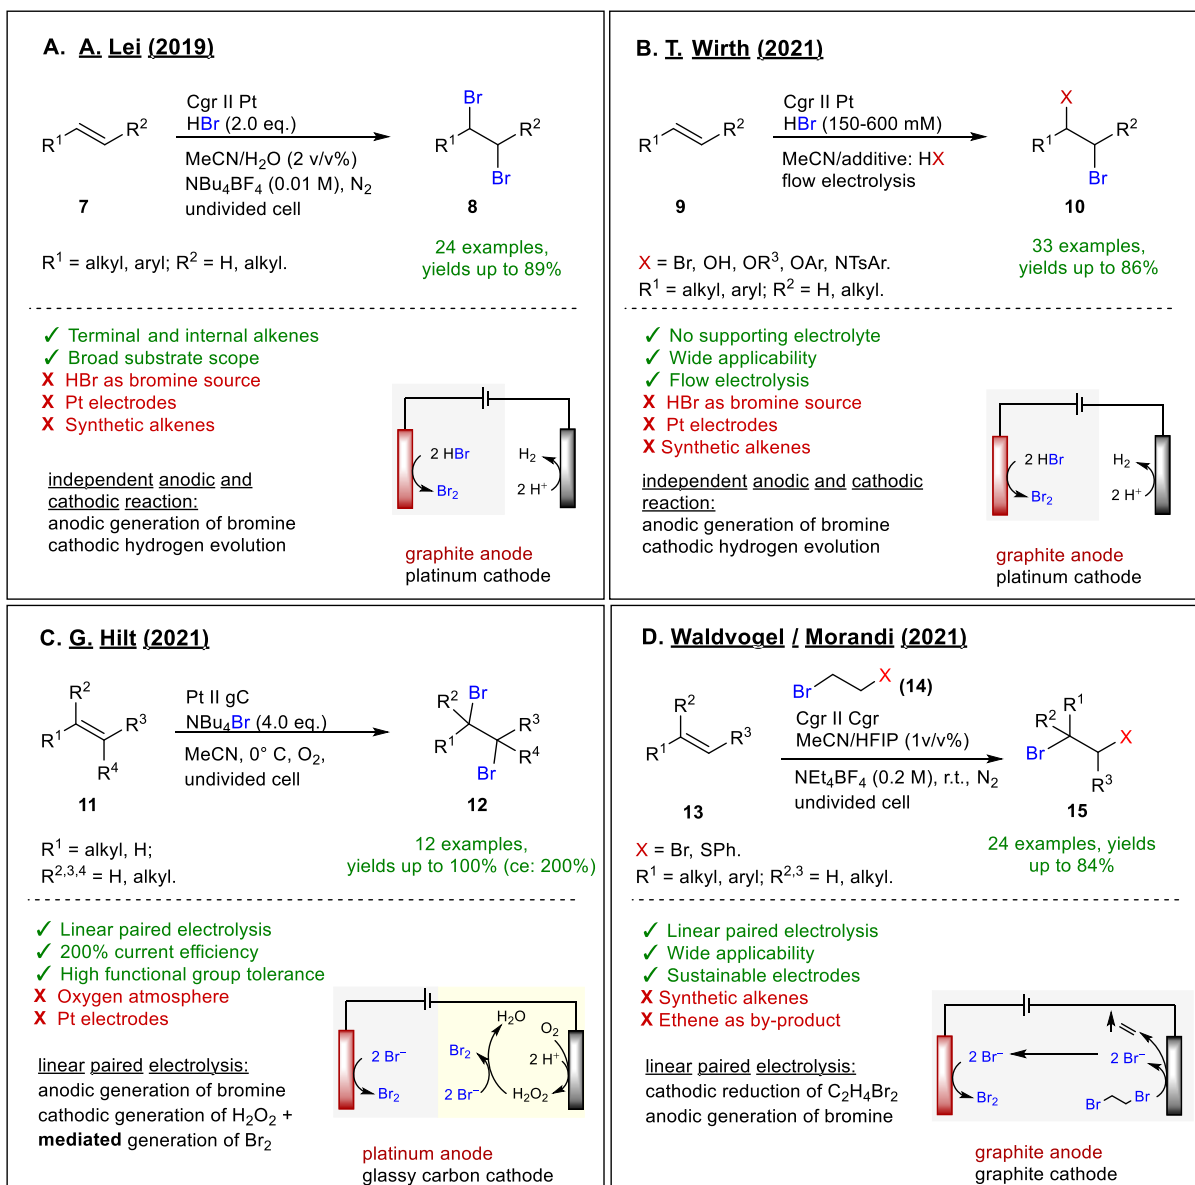 A. A. Lei (2019)
Cgr II Pt
HBr (2.0 eq.)
MeCN/H2O (2 v/v%)
NBu4BF4 (0.01 M), N2
undivided cell
R1
R2
7
Br
R1
R2
Br
8
R1 = alkyl, aryl; R2 = H, alkyl.
24 examples,
yields up to 89%
✓ Terminal and internal alkenes
✓ Broad substrate scope
X HBr as bromine source
X Pt electrodes
X Synthetic alkenes
independent anodic and
cathodic reaction:
anodic generation of bromine
cathodic hydrogen evolution
2 HBr
Br2
H2
2 H+
graphite anode
platinum cathode
B. T. Wirth (2021)
Cgr II Pt
HBr (150-600 mM)
MeCN/additive: HX
flow electrolysis
R1
R2
9
X
R1
R2
Br
10
X = Br, OH, OR3, OAr, NTsAr.
R1 = alkyl, aryl; R2 = H, alkyl.
33 examples,
yields up to 86%
✓ No supporting electrolyte
✓ Wide applicability
✓ Flow electrolysis
X HBr as bromine source
X Pt electrodes
X Synthetic alkenes
independent anodic and cathodic
reaction:
anodic generation of bromine
cathodic hydrogen evolution
2 HBr
Br2
H2
2 H+
graphite anode
platinum cathode
C. G. Hilt (2021)
Pt II gC
NBu4Br (4.0 eq.)
MeCN, 0° C, O2,
undivided cell
R2
R1
R3
R4
11
R2
Br
R3
R1
R4
Br
12
R1 = alkyl, H;
R2,3,4 = H, alkyl.
12 examples,
yields up to 100% (ce: 200%)
✓ Linear paired electrolysis
✓ 200% current efficiency
✓ High functional group tolerance
X Oxygen atmosphere
X Pt electrodes
linear paired electrolysis:
anodic generation of bromine
cathodic generation of H2O2 +
mediated generation of Br2
2 Br−
Br2
H2O
Br2
O2
2 H+
2 Br−
H2O2
platinum anode
glassy carbon cathode
D. Waldvogel / Morandi (2021)
Br
X
(14)
Cgr II Cgr
MeCN/HFIP (1v/v%)
NEt4BF4 (0.2 M), r.t., N2
undivided cell
R2
R1
R3
13
R1
R2
Br
X
R3
15
X = Br, SPh.
R1 = alkyl, aryl; R2,3 = H, alkyl.
24 examples, yields
up to 84%
✓ Linear paired electrolysis
✓ Wide applicability
✓ Sustainable electrodes
X Synthetic alkenes
X Ethene as by-product
linear paired electrolysis:
cathodic reduction of C2H4Br2
anodic generation of bromine
2 Br−
Br2
2 Br−
Br
Br
graphite anode
graphite cathode